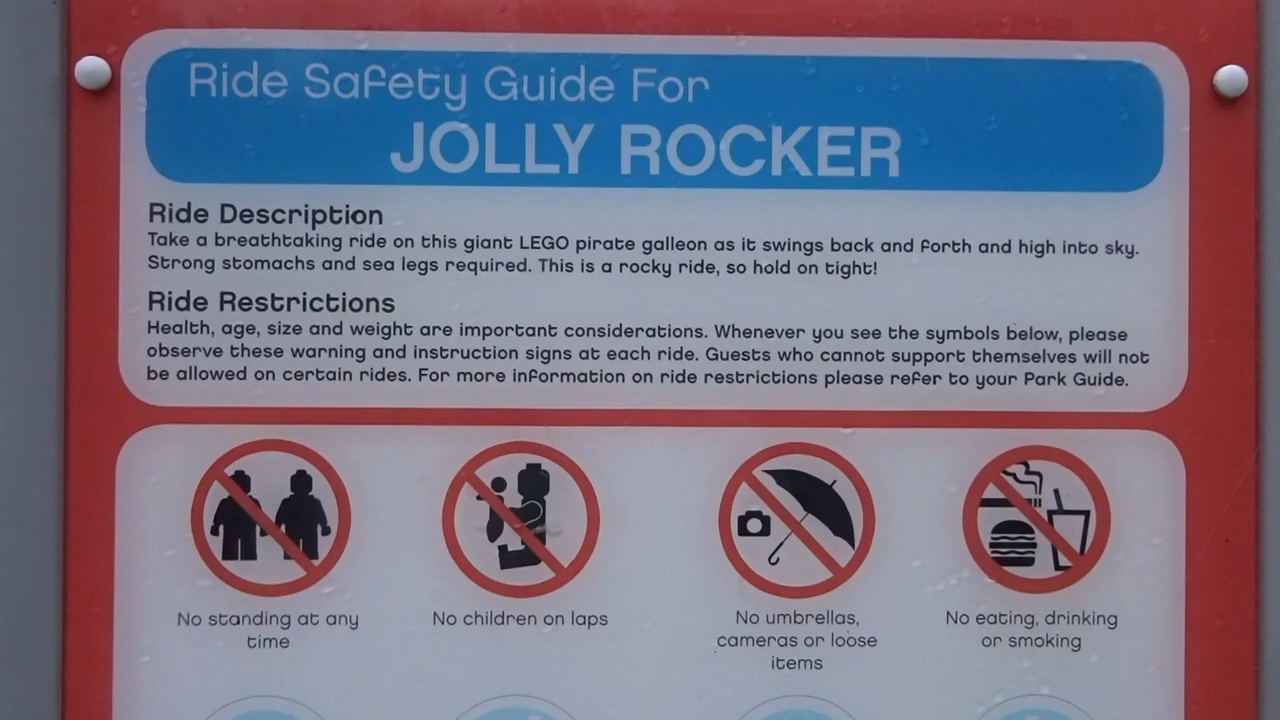 Ride Safety Guide For
JOLLY ROCKER
Ride Description
Take a breathtaking ride on this giant LEGO pirate galleon as it swings back and forth and high into sky.
Strong stomachs and sea legs required. This is a rocky ride, so hold on tight!
Ride Restrictions
Health, age, size and weight are important considerations. Whenever you see the symbols below, please
observe these warning and instruction signs at each ride. Guests who cannot support themselves will not
be allowed on certain rides. For more information on ride restrictions please refer to your Park Guide.
No standing at any
time
No children on laps
No umbrellas,
cameras or loose
items
No eating, drinking
or smoking